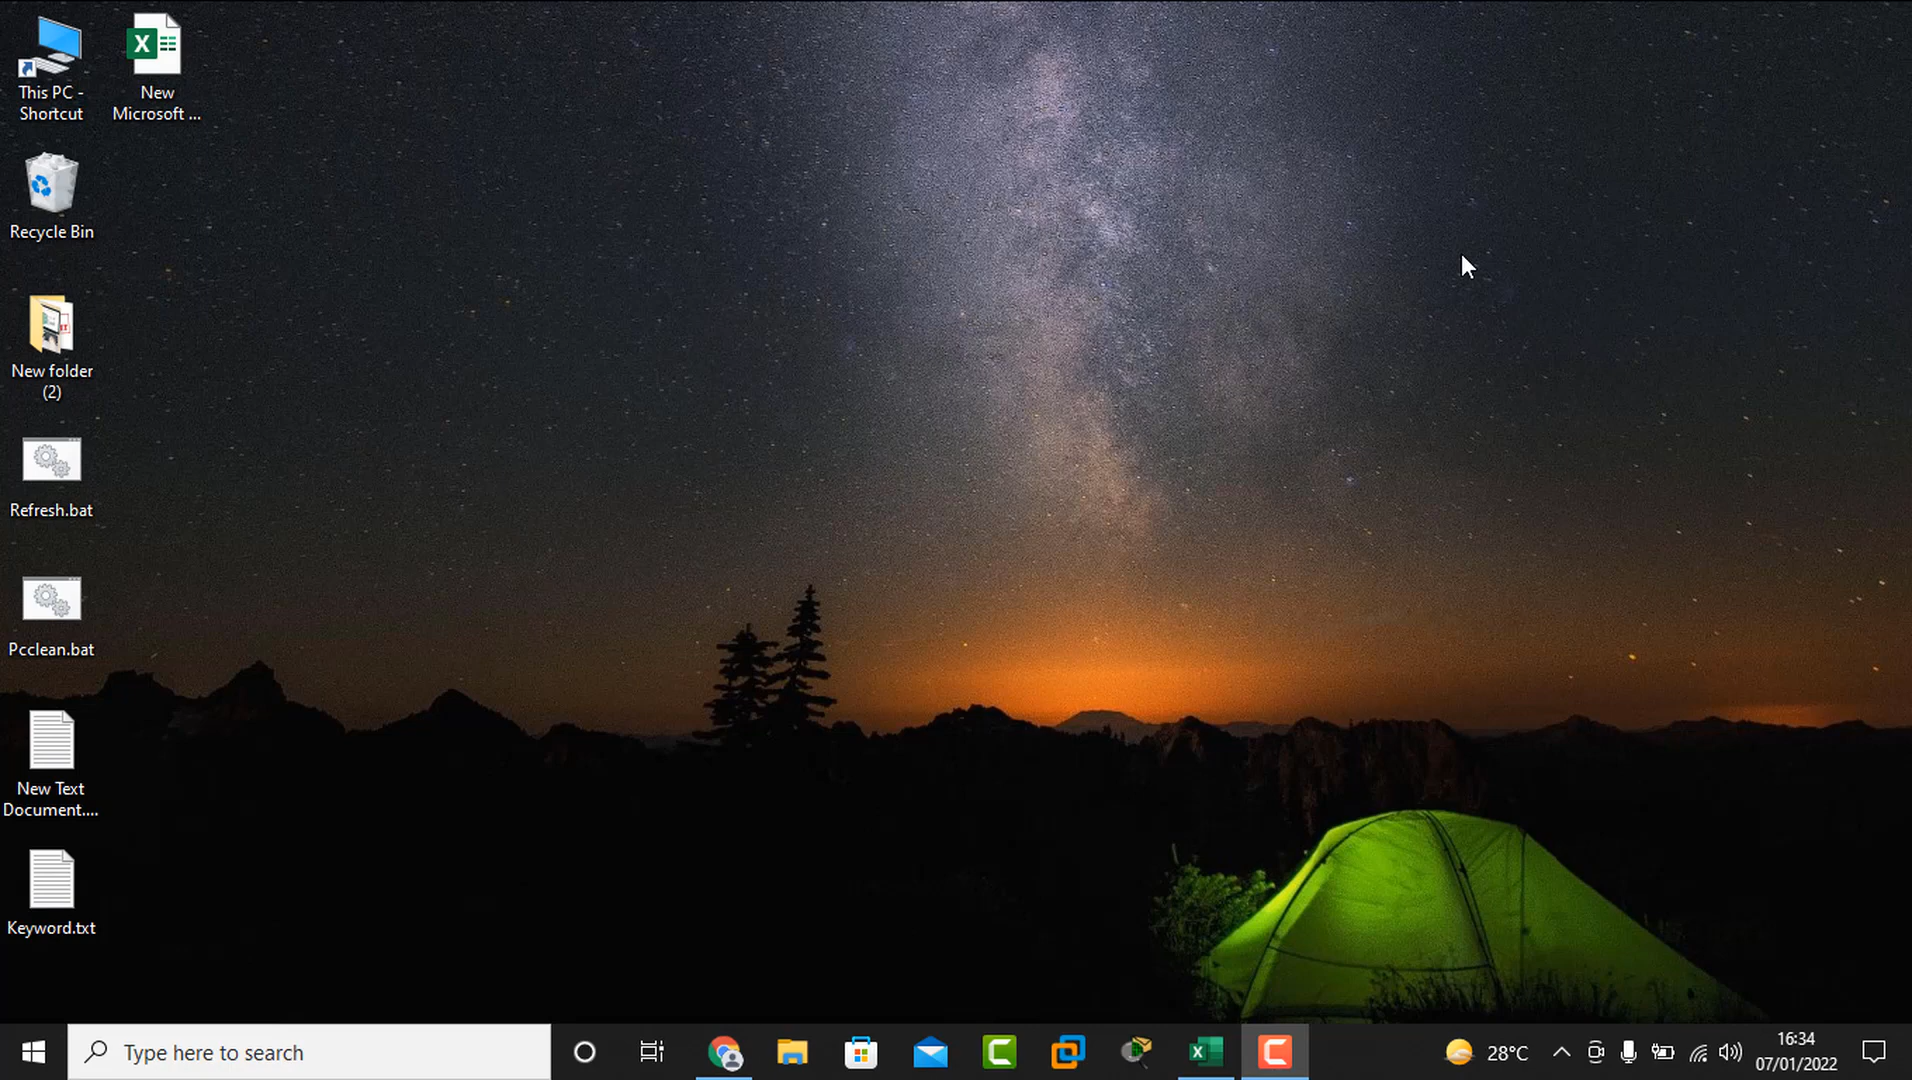 This PC -
Shortcut
New
Microsoft ...
Recycle Bin
New folder
(2)
Refresh.bat
Pcclean.bat
New Text
Document....
Keyword.txt
Type here to search
28°C
16:34
07/01/2022